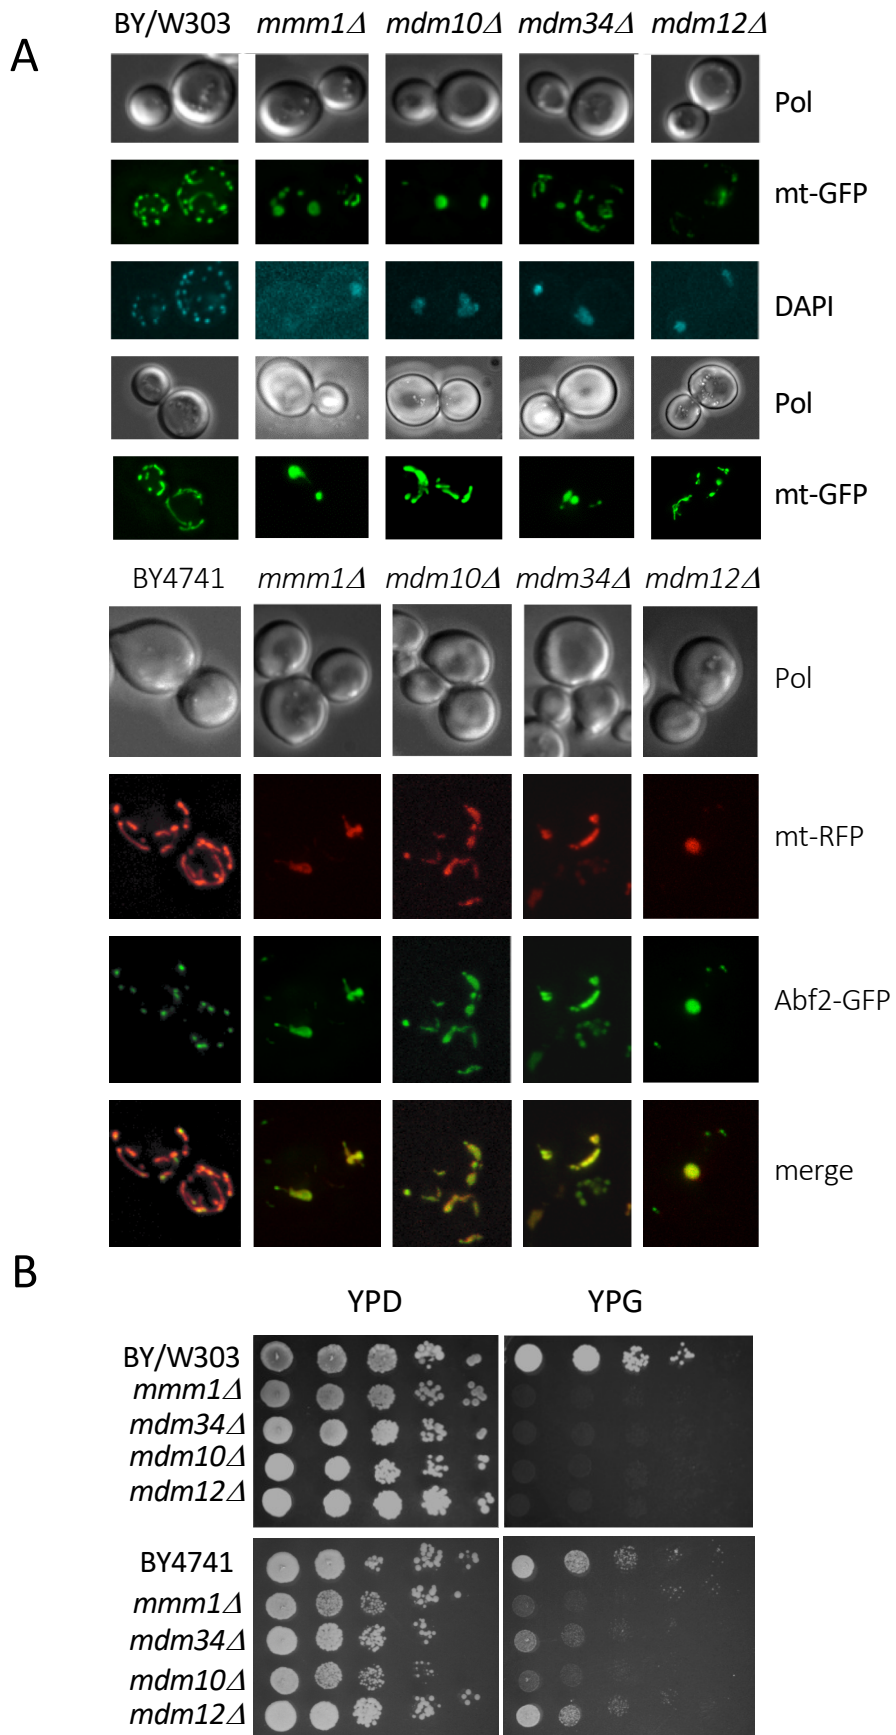 A
BY/W303 mmm1Δ mdm10Δ mdm34Δ mdm12Δ
Pol
mt-GFP
DAPI
Pol
mt-GFP
BY4741 mmm1Δ mdm10Δ mdm34Δ mdm12Δ
Pol
mt-RFP
Abf2-GFP
merge
B
YPD YPG
BY/W303
mmm1Δ
mdm34Δ
mdm10Δ
mdm12Δ
BY4741
mmm1Δ
mdm34Δ
mdm10Δ
mdm12Δ